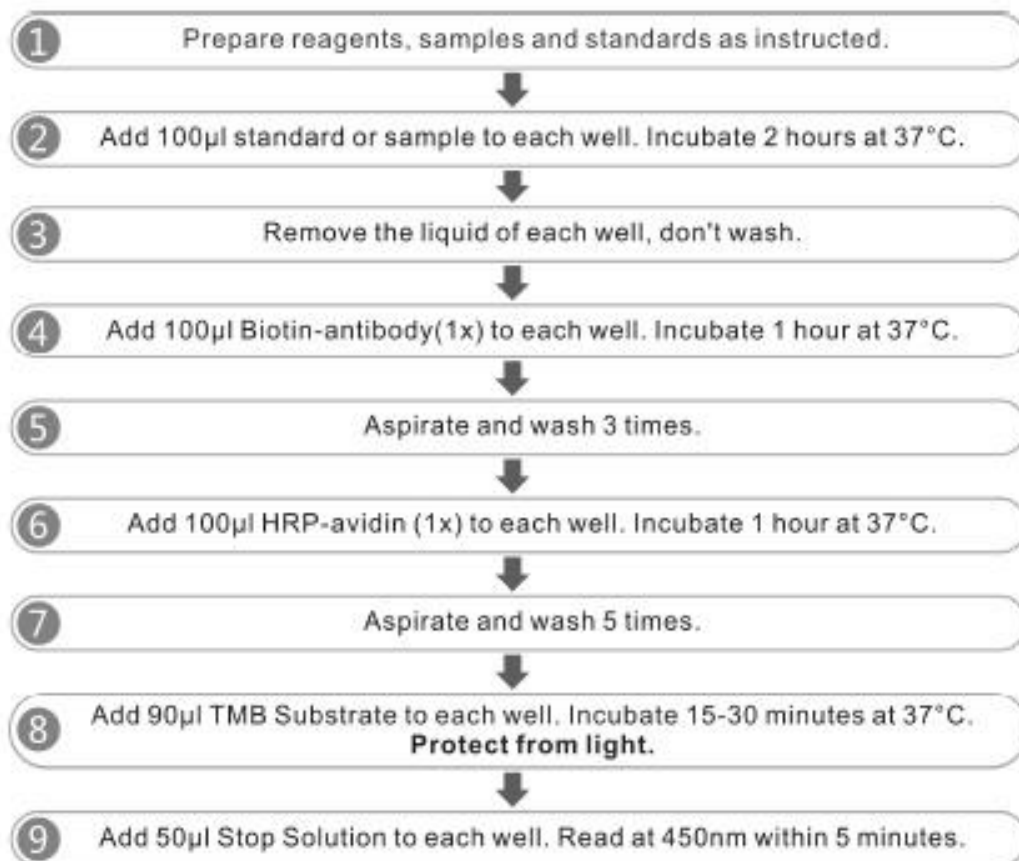 1 Prepare reagents, samples and standards as instructed.
2 Add 100µl standard or sample to each well. Incubate 2 hours at 37°C.
3 Remove the liquid of each well, don't wash.
4 Add 100µl Biotin-antibody(1x) to each well. Incubate 1 hour at 37°C.
5 Aspirate and wash 3 times.
6 Add 100µl HRP-avidin (1x) to each well. Incubate 1 hour at 37°C.
7 Aspirate and wash 5 times.
8 Add 90µl TMB Substrate to each well. Incubate 15-30 minutes at 37°C.
Protect from light.
9 Add 50µl Stop Solution to each well. Read at 450nm within 5 minutes.